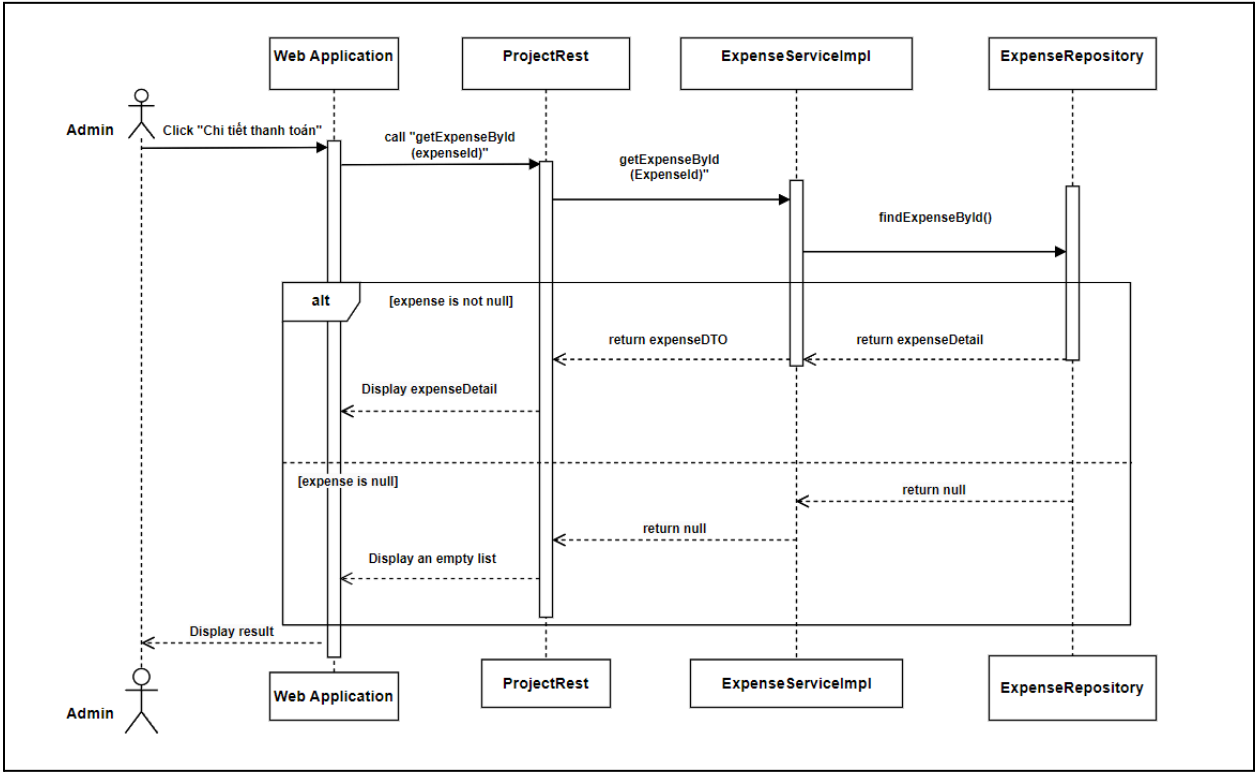 Web Application
ProjectRest
ExpenseServiceImpl
ExpenseRepository
Admin
Click "Chi tiết thanh toán"
call "getExpenseById
(expenseId)"
getExpenseById
(ExpenseId)"
findExpenseById()
alt
[expense is not null]
return expenseDTO
return expenseDetail
Display expenseDetail
[expense is null]
return null
return null
Display an empty list
Display result
Admin
Web Application
ProjectRest
ExpenseServiceImpl
ExpenseRepository